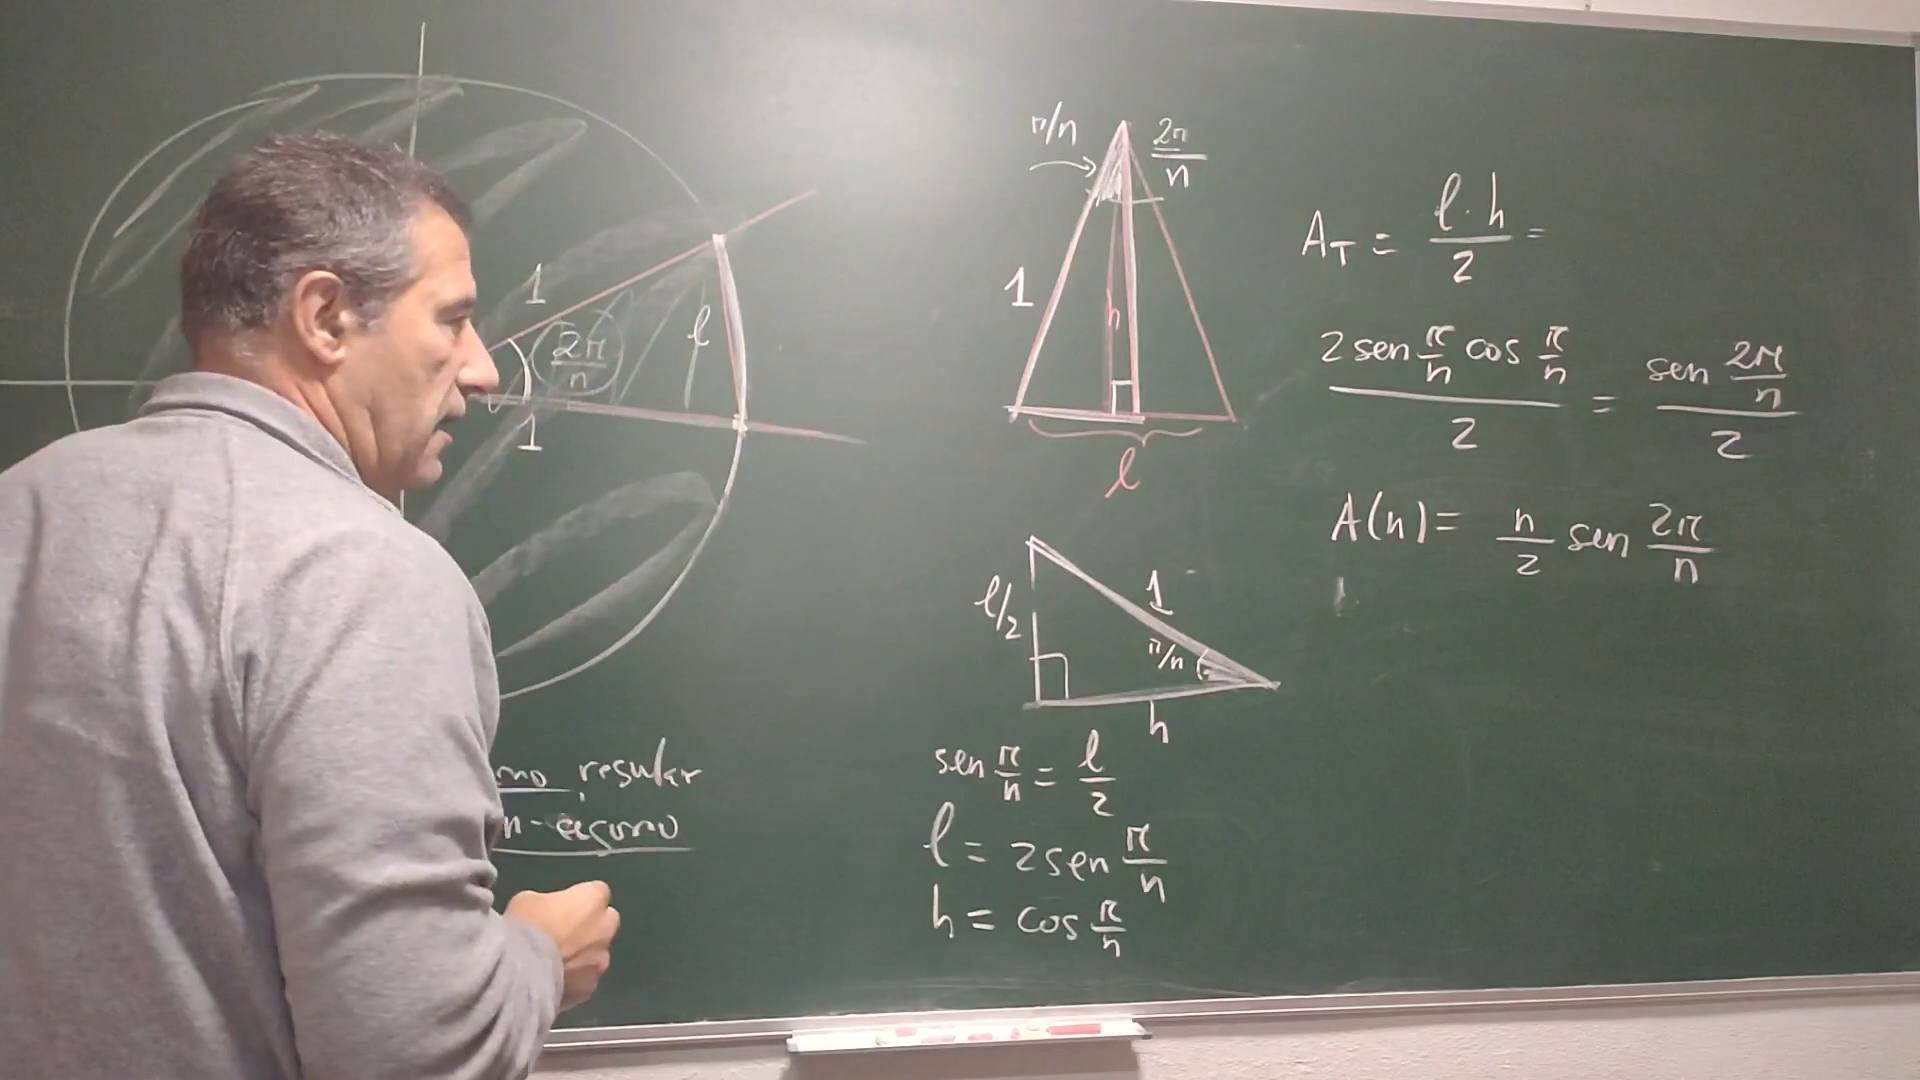 1
2π/n
l
1
resular
n-
π/n
2π/n
1
h
l
l/2
1
π/n
h
sen π/n = l/2
l = 2 sen π/n
h = cos π/n
A_T = l·h/2 =
2 sen π/n cos π/n / 2 = sen 2π/n / 2
A(n) = n/2 sen 2π/n